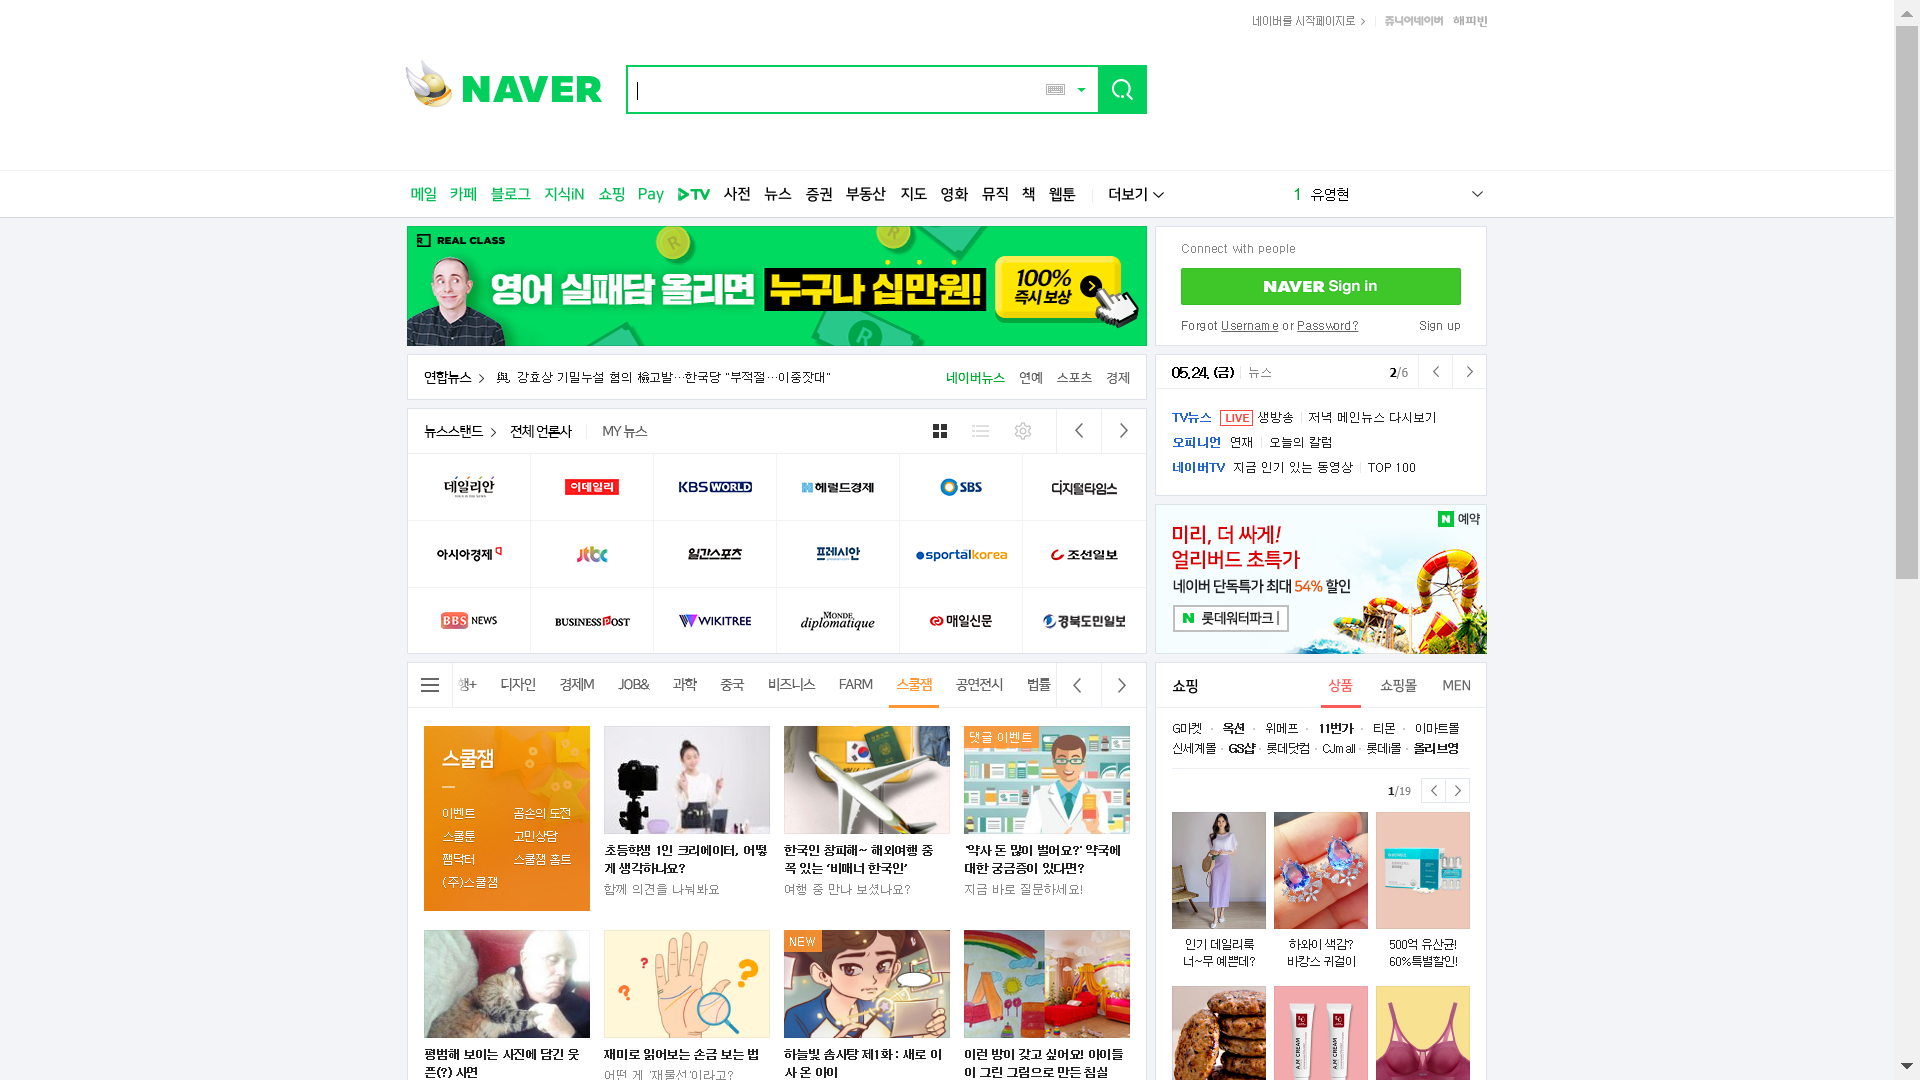 네이버를 시작페이지로
쥬니어네이버 해피빈
NAVER
메일 카페 블로그 지식iN 쇼핑 Pay TV 사전 뉴스 증권 부동산 지도 영화 뮤직 책 웹툰 더보기
1 유영현
REAL CLASS
영어 실패담 올리면 누구나 십만원!
100%
즉시 보상
Connect with people
NAVER Sign in
Forgot Username or Password?
Sign up
연합뉴스 與, 강효상 기밀누설 혐의 檢고발…한국당 "부적절…이중잣대"
네이버뉴스 연예 스포츠 경제
05.24. (금) 뉴스
2/6
TV뉴스 LIVE 생방송 저녁 메인뉴스 다시보기
오피니언 연재 오늘의 칼럼
네이버TV 지금 인기 있는 동영상 TOP 100
뉴스스탠드 전체 언론사 MY 뉴스
데일리안 이데일리 KBS WORLD 헤럴드경제 SBS 디지털타임스
아시아경제 jtbc 일간스포츠 프레시안 sportalkorea 조선일보
BBS NEWS BUSINESSPOST WIKITREE MONDE diplomatique 매일신문 경북도민일보
N 예약
미리, 더 싸게!
얼리버드 초특가
네이버 단독특가 최대 54% 할인
N 롯데워터파크
행+ 디자인 경제M JOB& 과학 중국 비즈니스 FARM 스쿨잼 공연전시 법률
스쿨잼
이벤트 곰손의 도전
스쿨툰 고민상담
쨈닥터 스쿨잼 홈트
(주)스쿨잼
초등학생 1인 크리에이터, 어떻
게 생각하나요?
함께 의견을 나눠봐요
한국인 창피해~ 해외여행 중
꼭 있는 '비매너 한국인'
여행 중 만나 보셨나요?
댓글 이벤트
"약사 돈 많이 벌어요?" 약국에
대한 궁금증이 있다면?
지금 바로 질문하세요!
평범해 보이는 사진에 담긴 웃
픈(?) 사연
재미로 읽어보는 손금 보는 법
어떤 게 '재물선'이라고?
NEW
하늘빛 솜사탕 제1화 : 새로 이
사 온 아이
이런 방이 갖고 싶어요! 아이들
이 그린 그림으로 만든 침실
쇼핑
상품 쇼핑몰 MEN
G마켓 · 옥션 · 위메프 · 11번가 · 티몬 · 이마트몰
신세계몰 · GS샵 · 롯데닷컴 · CJmall · 롯데i몰 · 올리브영
1/19
인기 데일리룩
너~무 예쁜데?
하와이 색감?
바캉스 귀걸이
500억 유산균!
60%특별할인!